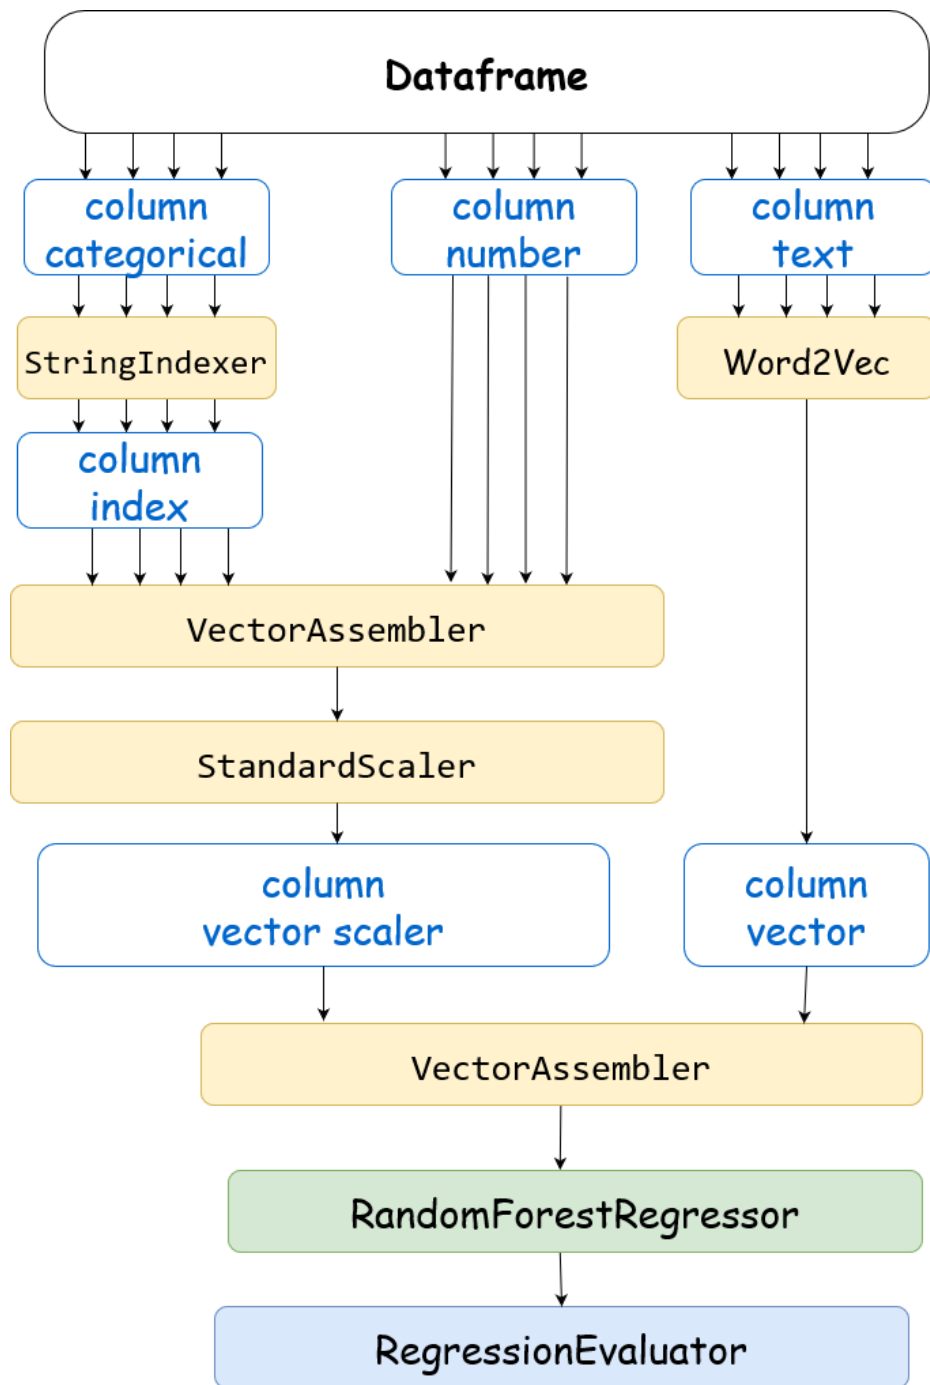 Dataframe
column
categorical
column
number
column
text
StringIndexer
Word2Vec
column
index
VectorAssembler
StandardScaler
column
vector scaler
column
vector
VectorAssembler
RandomForestRegressor
RegressionEvaluator